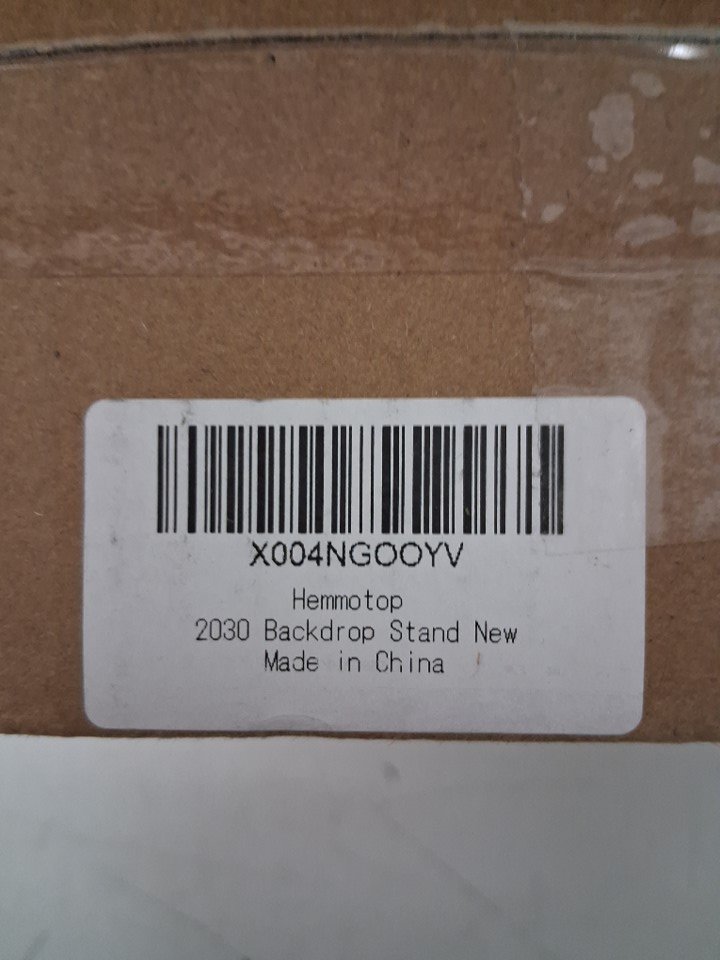 X004NGOOYV
Hemmotop
2030 Backdrop Stand New
Made in China